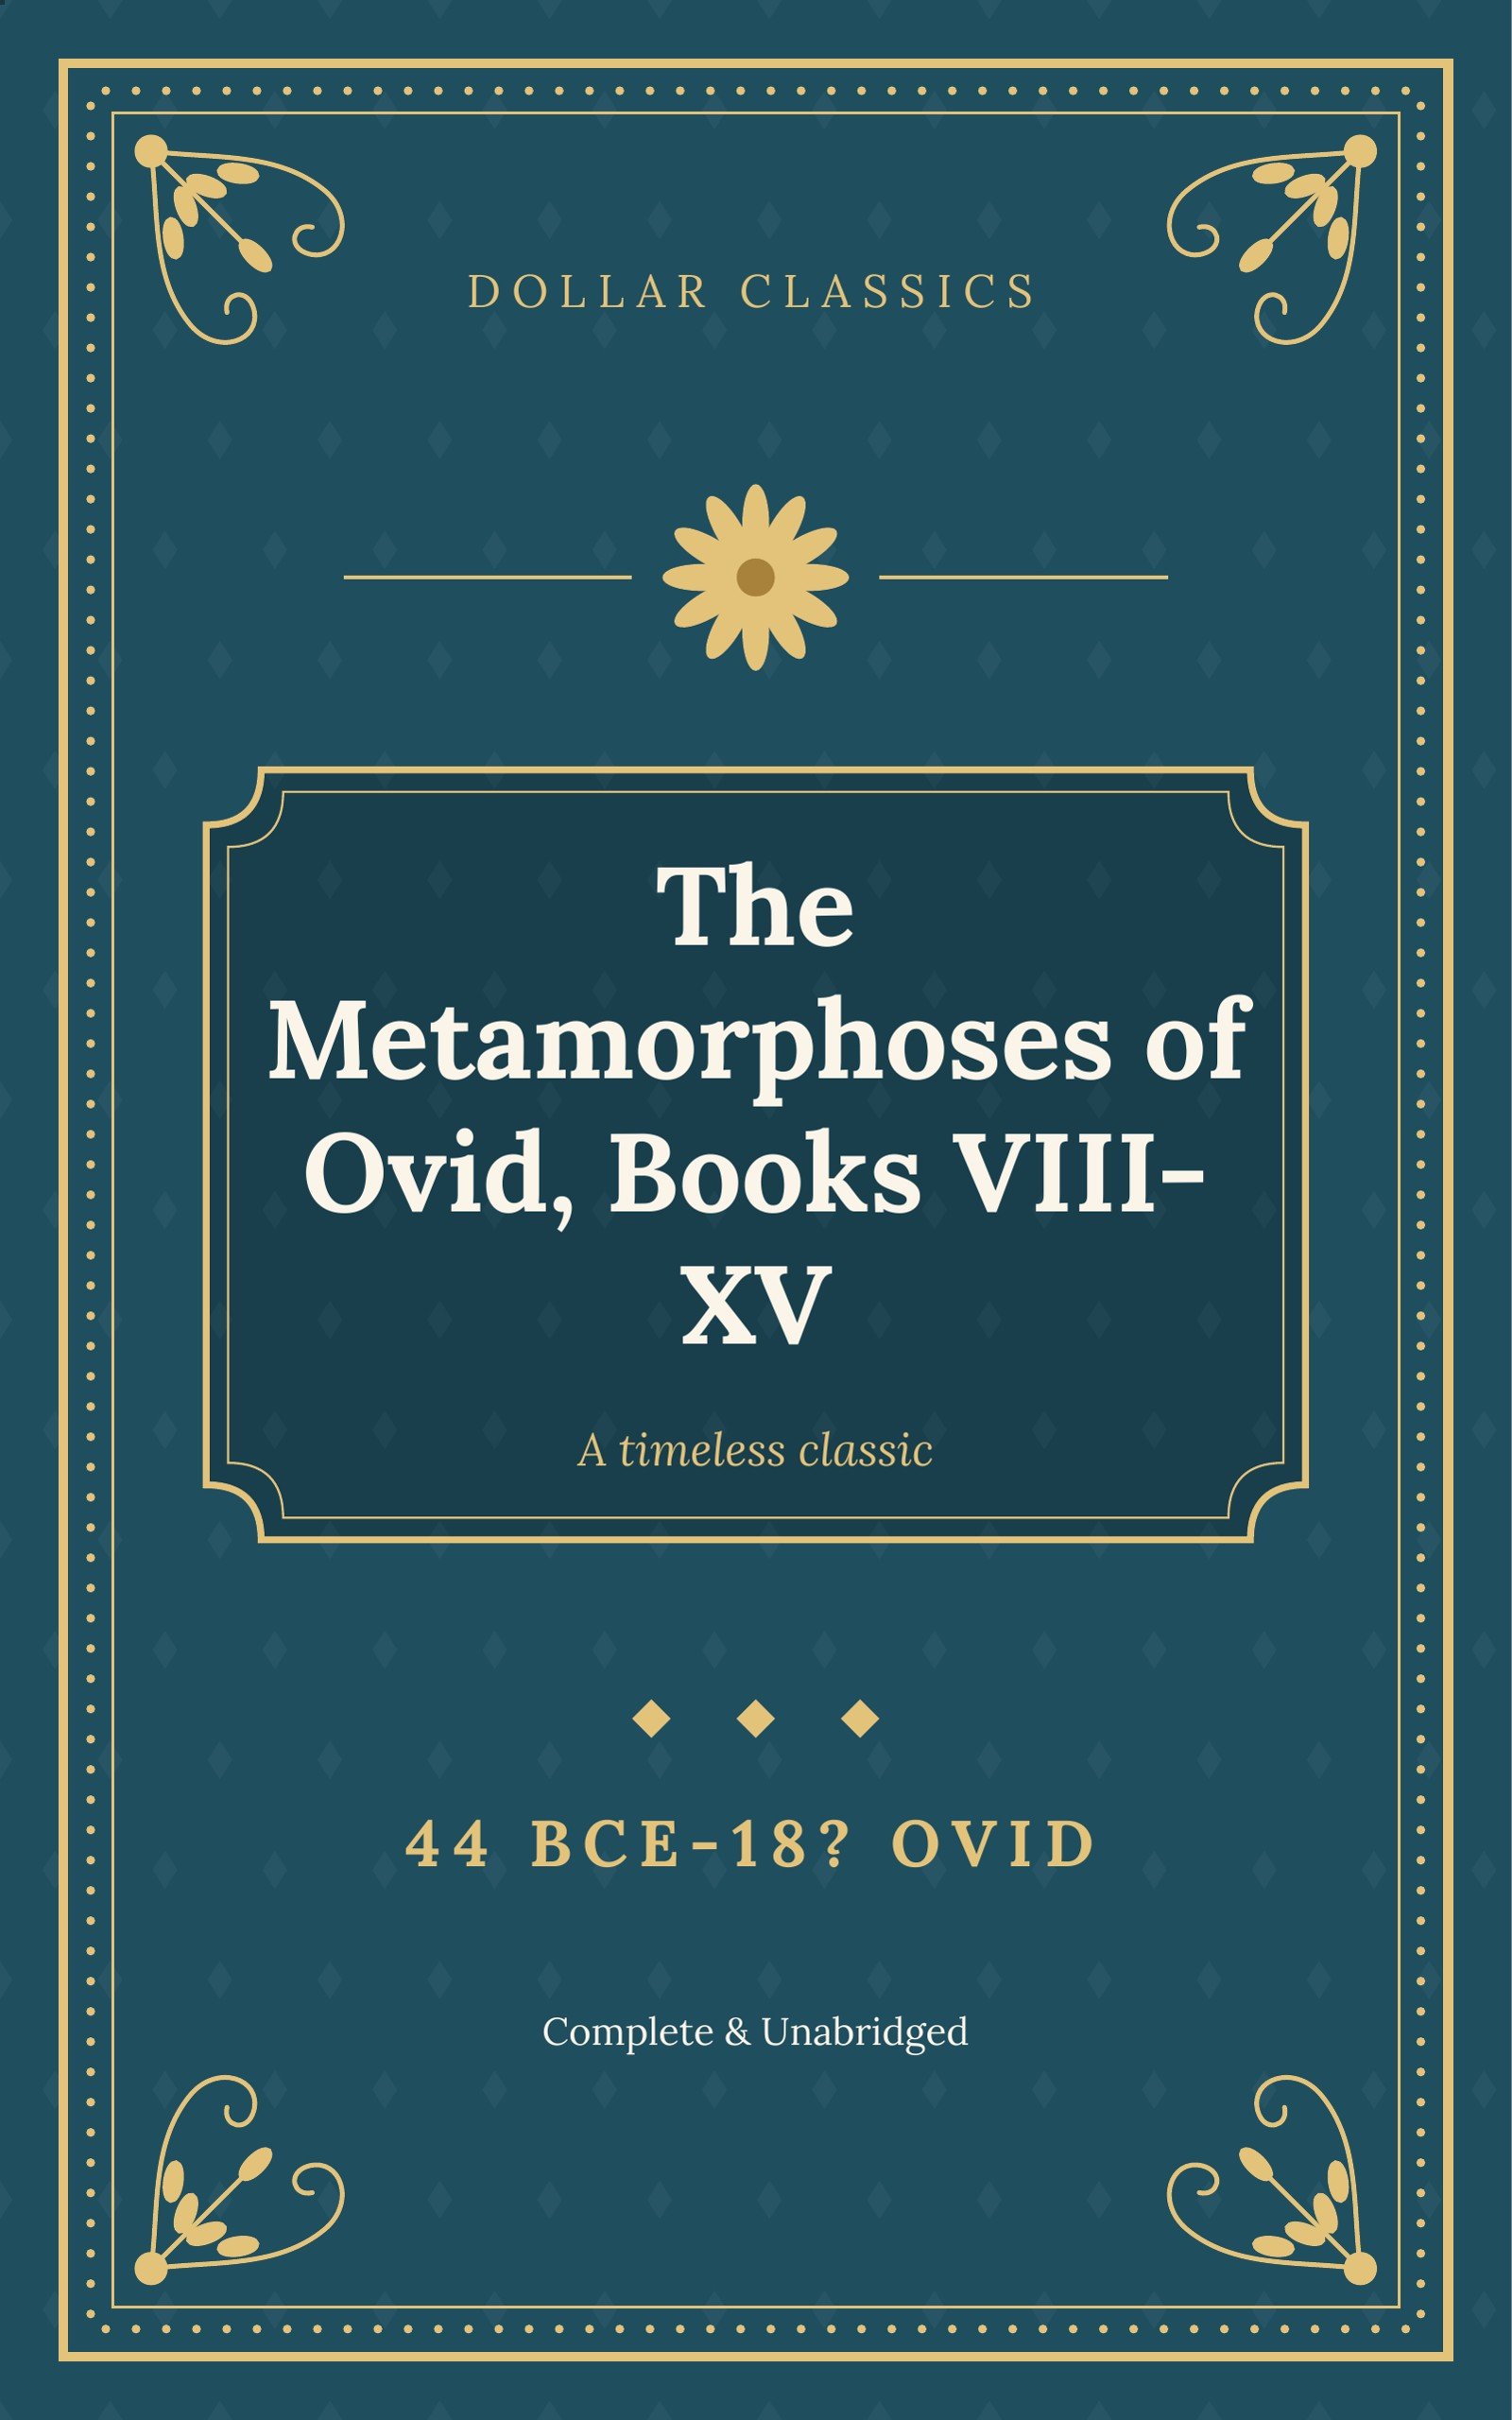 DOLLAR CLASSICS
The
Metamorphoses of
Ovid, Books VIII-
XV
A timeless classic
44 BCE-18? OVID
Complete & Unabridged